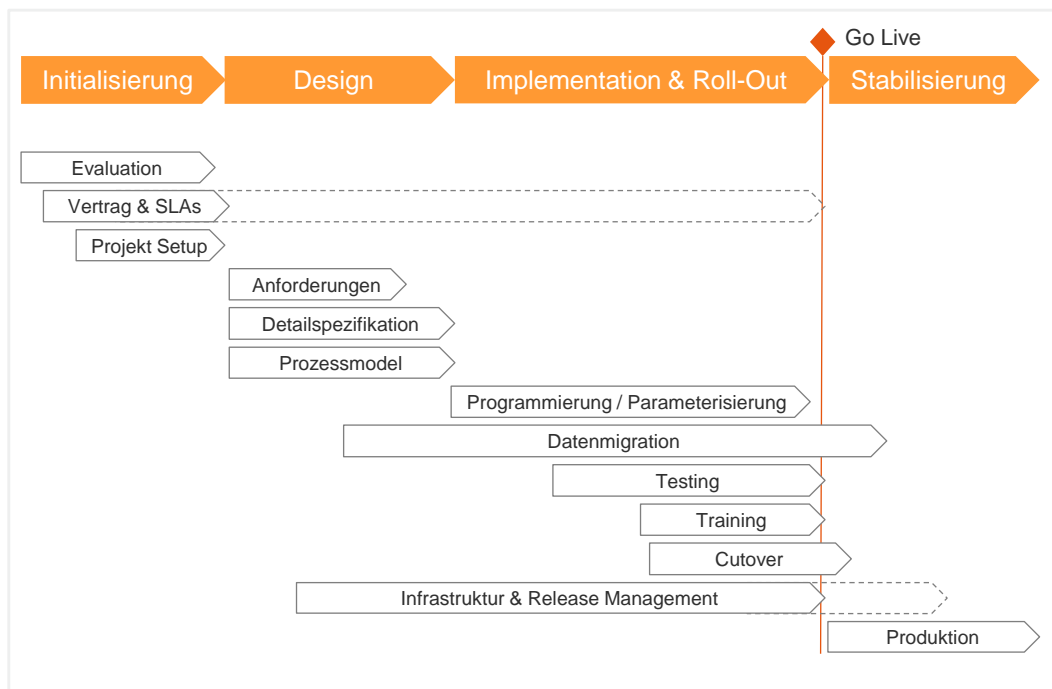 Go Live
Initialisierung
Design
Implementation & Roll-Out
Stabilisierung
Evaluation
Vertrag & SLAs
Projekt Setup
Anforderungen
Detailspezifikation
Prozessmodel
Programmierung / Parameterisierung
Datenmigration
Testing
Training
Cutover
Infrastruktur & Release Management
Produktion